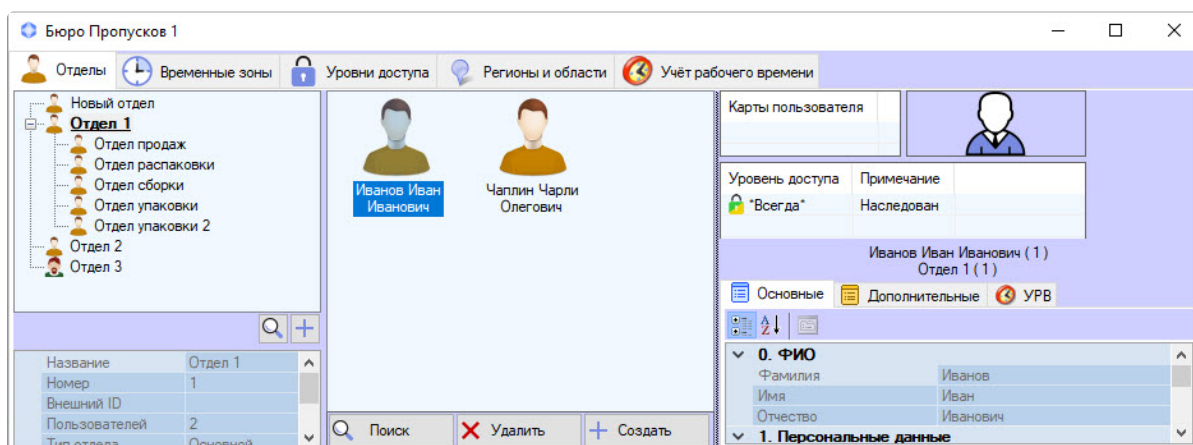 Бюро Пропусков 1
Отделы
Временные зоны
Уровни доступа
Регионы и области
Учёт рабочего времени
Новый отдел
Отдел 1
Отдел продаж
Отдел распаковки
Отдел сборки
Отдел упаковки
Отдел упаковки 2
Отдел 2
Отдел 3
Название Отдел 1
Номер 1
Внешний ID
Пользователей 2
Тип отдела Основной
Иванов Иван
Иванович
Чаплин Чарли
Олегович
Поиск
Удалить
Создать
Карты пользователя
Уровень доступа Примечание
"Всегда" Наследован
Иванов Иван Иванович ( 1 )
Отдел 1 ( 1 )
Основные
Дополнительные
УРВ
0. ФИО
Фамилия Иванов
Имя Иван
Отчество Иванович
1. Персональные данные